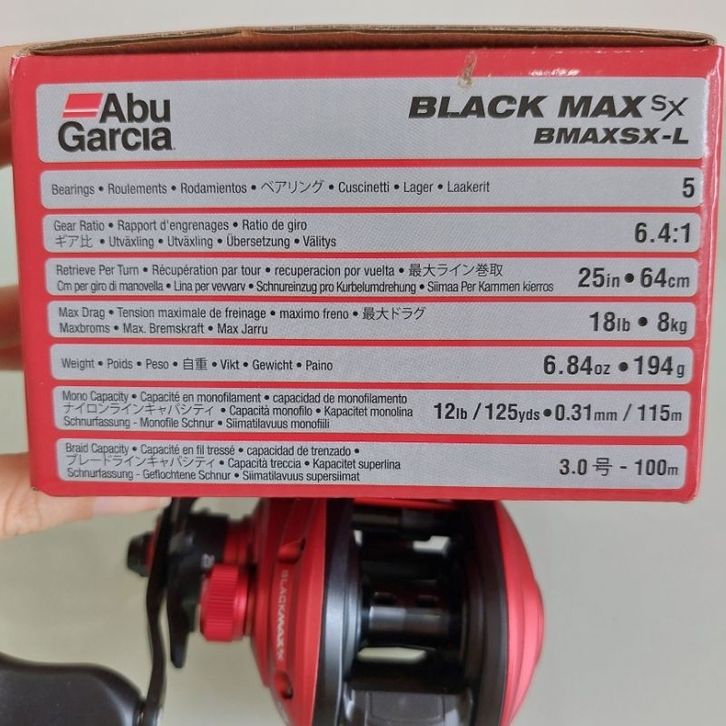 Abu
Garcia
BLACK MAX SX
BMAXSX-L
Bearings • Roulements • Rodamientos • ベアリング • Cuscinetti • Lager • Laakerit 5
Gear Ratio • Rapport d'engrenages • Ratio de giro
ギア比 • Utväxling • Utväxling • Übersetzung • Välitys 6.4:1
Retrieve Per Turn • Récupération par tour • recuperacion por vuelta • 最大ライン巻取
Cm per giro di manovella • Lina per vevvarv • Schnureinzug pro Kurbelumdrehung • Siimaa Per Kammen kierros 25in • 64cm
Max Drag • Tension maximale de freinage • maximo freno • 最大ドラグ
Maxbroms • Max. Bremskraft • Max Jarru 18lb • 8kg
Weight • Poids • Peso • 自重 • Vikt • Gewicht • Paino 6.84oz • 194g
Mono Capacity • Capacité en monofilament • capacidad de monofilamento
ナイロンラインキャパシティ • Capacità monofilo • Kapacitet monolina
Schnurfassung - Monofile Schnur • Siimatilavuus monofiili 12lb / 125yds • 0.31mm / 115m
Braid Capacity • Capacité en fil tressé • capacidad de trenzado •
ブレードラインキャパシティ • Capacità treccia • Kapacitet superlina
Schnurfassung - Geflochtene Schnur • Siimatilavuus supersiimat 3.0号 - 100m
BLACKMAX SX